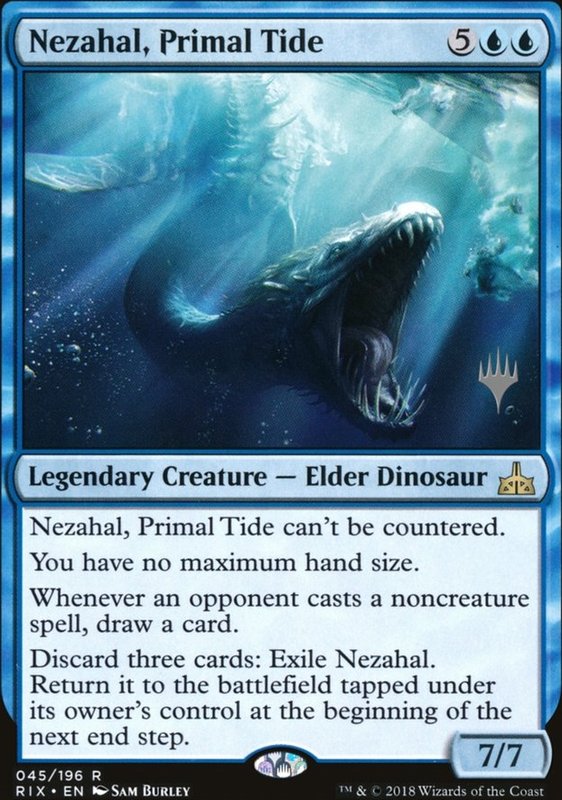 Nezahal, Primal Tide 5
Legendary Creature — Elder Dinosaur
Nezahal, Primal Tide can't be countered.
You have no maximum hand size.
Whenever an opponent casts a noncreature
spell, draw a card.
Discard three cards: Exile Nezahal.
Return it to the battlefield tapped under
its owner's control at the beginning of the
next end step.
7/7
045/196 R
RIX • EN Sam Burley
™ & © 2018 Wizards of the Coast